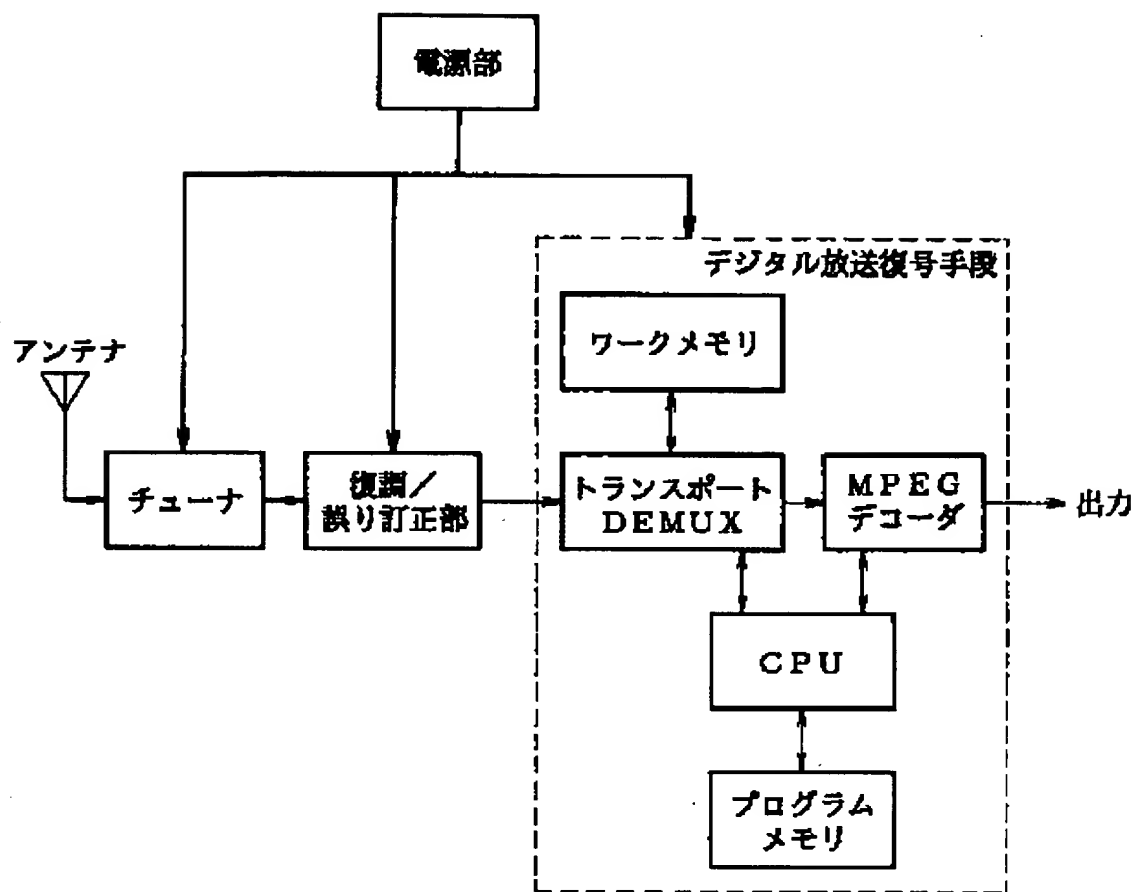 電源部
デジタル放送復号手段
ワークメモリ
アンテナ
チューナ
復調/
誤り訂正部
トランスポート
DEMUX
MPEG
デコーダ
出力
CPU
プログラム
メモリ